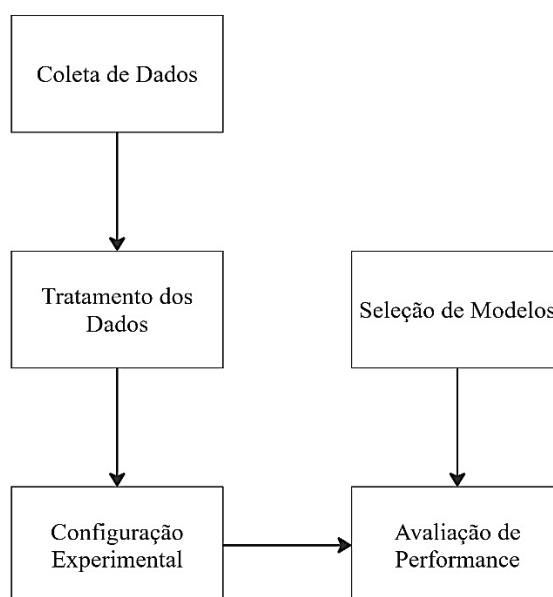 Coleta de Dados
Tratamento dos
Dados
Seleção de Modelos
Configuração
Experimental
Avaliação de
Performance